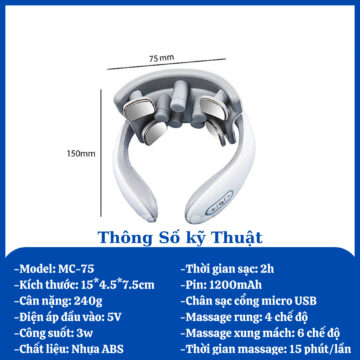 75 mm
150mm
Thông Số kỹ Thuật
-Model: MC-75
-Kích thước: 15*4.5*7.5cm
-Cân nặng: 240g
-Điện áp đầu vào: 5V
-Công suất: 3w
-Chất liệu: Nhựa ABS
-Thời gian sạc: 2h
-Pin: 1200mAh
-Chân sạc cổng micro USB
-Massage rung: 4 chế độ
-Massage xung mách: 6 chế độ
-Thời gian massage: 15 phút/lần